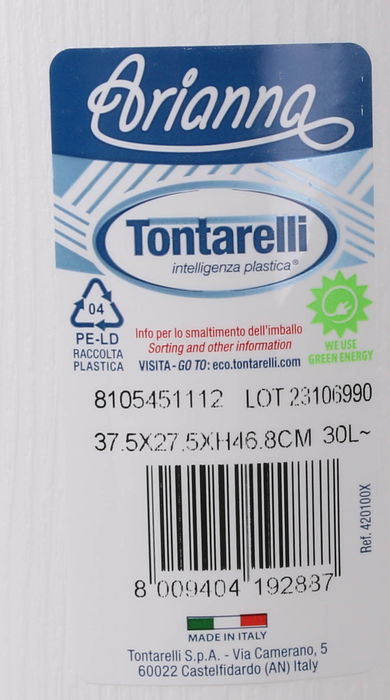 Arianna
Tontarelli
intelligenza plastica®
04
PE-LD
RACCOLTA
PLASTICA
Info per lo smaltimento dell'imballo
Sorting and other information
VISITA - GO TO: eco.tontarelli.com
WE USE
GREEN ENERGY
8105451112 LOT 23106990
37.5X27.5XH46.8CM 30L~
Ref. 420100X
8 009404 192887
MADE IN ITALY
Tontarelli S.p.A. - Via Camerano, 5
60022 Castelfidardo (AN) Italy